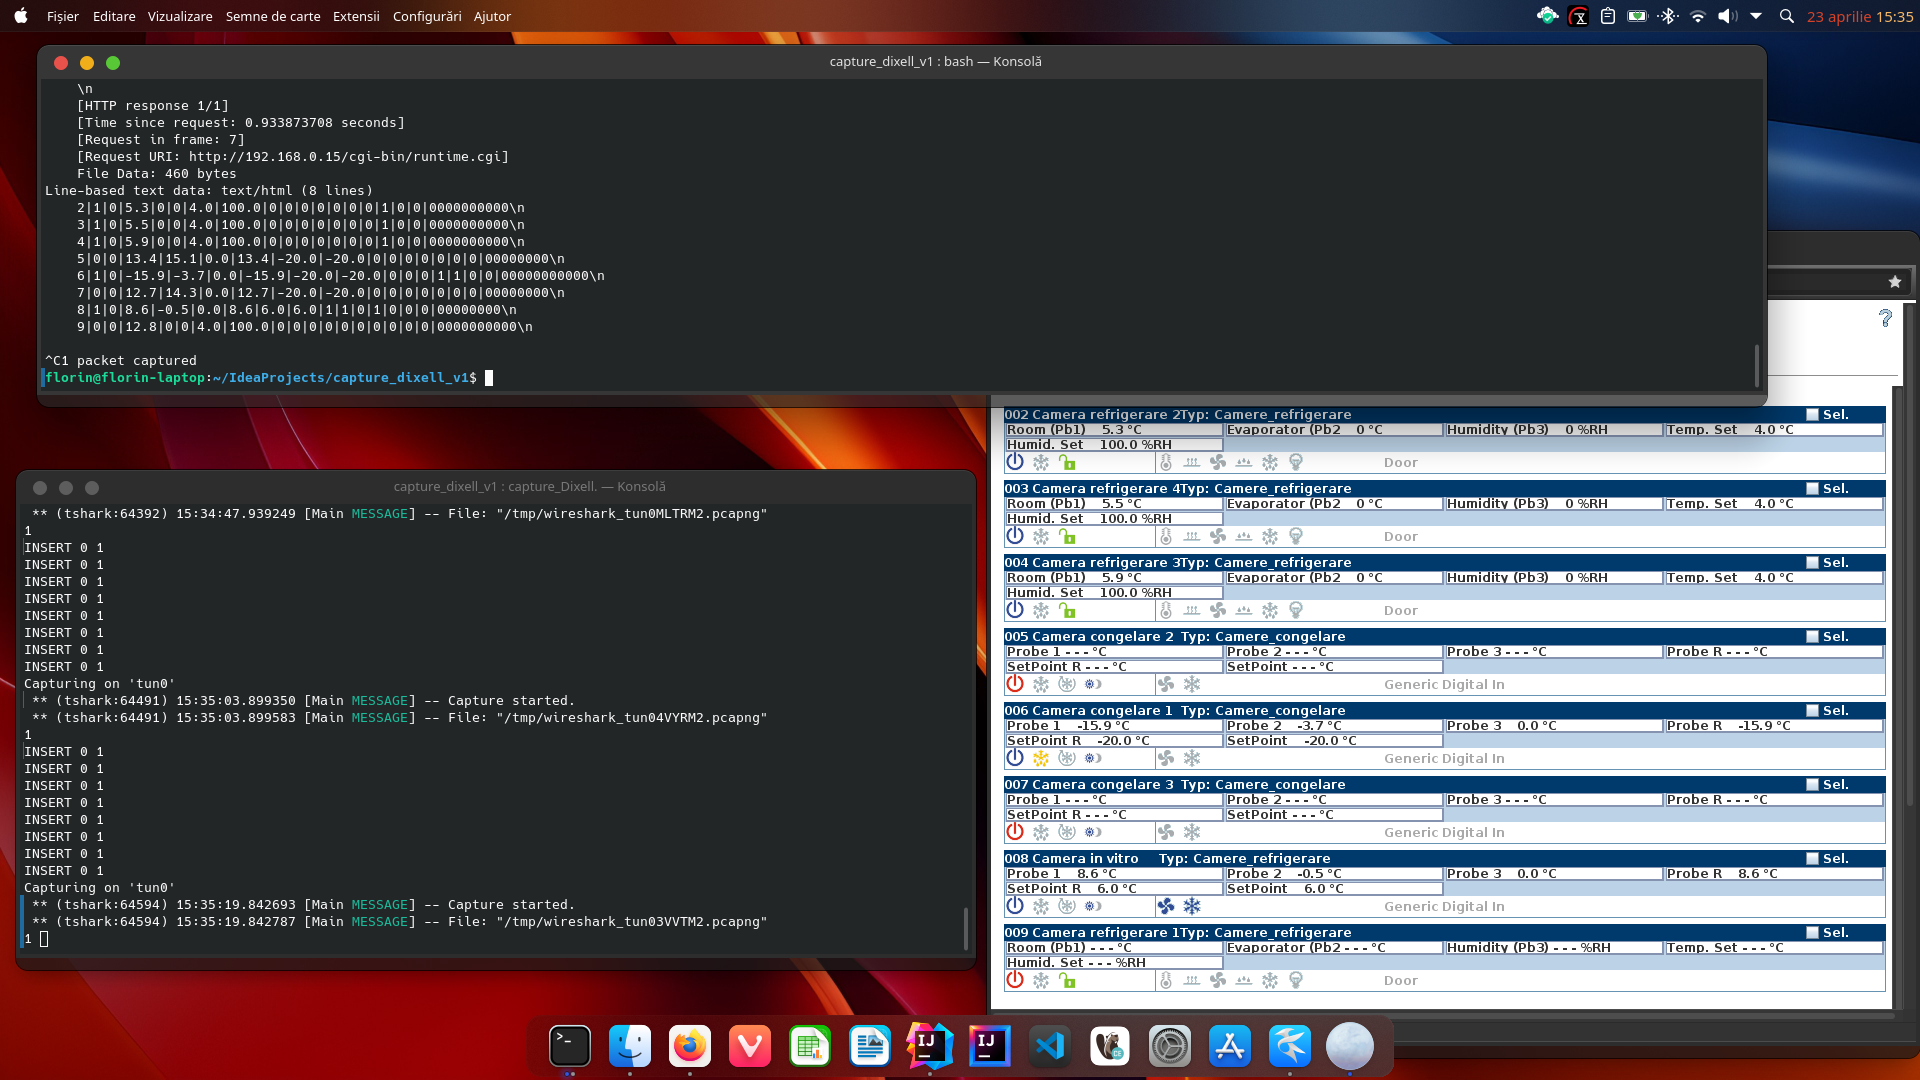 Fișier Editare Vizualizare Semne de carte Extensii Configurări Ajutor
23 aprilie 15:35
capture_dixell_v1 : bash — Konsolă
\n
[HTTP response 1/1]
[Time since request: 0.933873708 seconds]
[Request in frame: 7]
[Request URI: http://192.168.0.15/cgi-bin/runtime.cgi]
File Data: 460 bytes
Line-based text data: text/html (8 lines)
2|1|0|5.3|0|0|4.0|100.0|0|0|0|0|0|0|0|1|0|0|0000000000\n
3|1|0|5.5|0|0|4.0|100.0|0|0|0|0|0|0|0|1|0|0|0000000000\n
4|1|0|5.9|0|0|4.0|100.0|0|0|0|0|0|0|0|1|0|0|0000000000\n
5|0|0|13.4|15.1|0.0|13.4|-20.0|-20.0|0|0|0|0|0|0|0|00000000\n
6|1|0|-15.9|-3.7|0.0|-15.9|-20.0|-20.0|0|0|0|1|1|0|0|00000000000\n
7|0|0|12.7|14.3|0.0|12.7|-20.0|-20.0|0|0|0|0|0|0|0|00000000\n
8|1|0|8.6|-0.5|0.0|8.6|6.0|6.0|1|1|0|1|0|0|0|00000000\n
9|0|0|12.8|0|0|4.0|100.0|0|0|0|0|0|0|0|0|0|0|0000000000\n
^C1 packet captured
florin@florin-laptop:~/IdeaProjects/capture_dixell_v1$
capture_dixell_v1 : capture_Dixell. — Konsolă
** (tshark:64392) 15:34:47.939249 [Main MESSAGE] -- File: "/tmp/wireshark_tun0MLTRM2.pcapng"
1
INSERT 0 1
INSERT 0 1
INSERT 0 1
INSERT 0 1
INSERT 0 1
INSERT 0 1
INSERT 0 1
INSERT 0 1
Capturing on 'tun0'
** (tshark:64491) 15:35:03.899350 [Main MESSAGE] -- Capture started.
** (tshark:64491) 15:35:03.899583 [Main MESSAGE] -- File: "/tmp/wireshark_tun04VYRM2.pcapng"
1
INSERT 0 1
INSERT 0 1
INSERT 0 1
INSERT 0 1
INSERT 0 1
INSERT 0 1
INSERT 0 1
INSERT 0 1
Capturing on 'tun0'
** (tshark:64594) 15:35:19.842693 [Main MESSAGE] -- Capture started.
** (tshark:64594) 15:35:19.842787 [Main MESSAGE] -- File: "/tmp/wireshark_tun03VVTM2.pcapng"
1
?
002 Camera refrigerare 2Typ: Camere_refrigerare Sel.
Room (Pb1) 5.3 °C Evaporator (Pb2 0 °C Humidity (Pb3) 0 %RH Temp. Set 4.0 °C
Humid. Set 100.0 %RH
Door
003 Camera refrigerare 4Typ: Camere_refrigerare Sel.
Room (Pb1) 5.5 °C Evaporator (Pb2 0 °C Humidity (Pb3) 0 %RH Temp. Set 4.0 °C
Humid. Set 100.0 %RH
Door
004 Camera refrigerare 3Typ: Camere_refrigerare Sel.
Room (Pb1) 5.9 °C Evaporator (Pb2 0 °C Humidity (Pb3) 0 %RH Temp. Set 4.0 °C
Humid. Set 100.0 %RH
Door
005 Camera congelare 2 Typ: Camere_congelare Sel.
Probe 1 - - - °C Probe 2 - - - °C Probe 3 - - - °C Probe R - - - °C
SetPoint R - - - °C SetPoint - - - °C
Generic Digital In
006 Camera congelare 1 Typ: Camere_congelare Sel.
Probe 1 -15.9 °C Probe 2 -3.7 °C Probe 3 0.0 °C Probe R -15.9 °C
SetPoint R -20.0 °C SetPoint -20.0 °C
Generic Digital In
007 Camera congelare 3 Typ: Camere_congelare Sel.
Probe 1 - - - °C Probe 2 - - - °C Probe 3 - - - °C Probe R - - - °C
SetPoint R - - - °C SetPoint - - - °C
Generic Digital In
008 Camera in vitro Typ: Camere_refrigerare Sel.
Probe 1 8.6 °C Probe 2 -0.5 °C Probe 3 0.0 °C Probe R 8.6 °C
SetPoint R 6.0 °C SetPoint 6.0 °C
Generic Digital In
009 Camera refrigerare 1Typ: Camere_refrigerare Sel.
Room (Pb1) - - - °C Evaporator (Pb2 - - - °C Humidity (Pb3) - - - %RH Temp. Set - - - °C
Humid. Set - - - %RH
Door
>_
IJ
IJ
CE